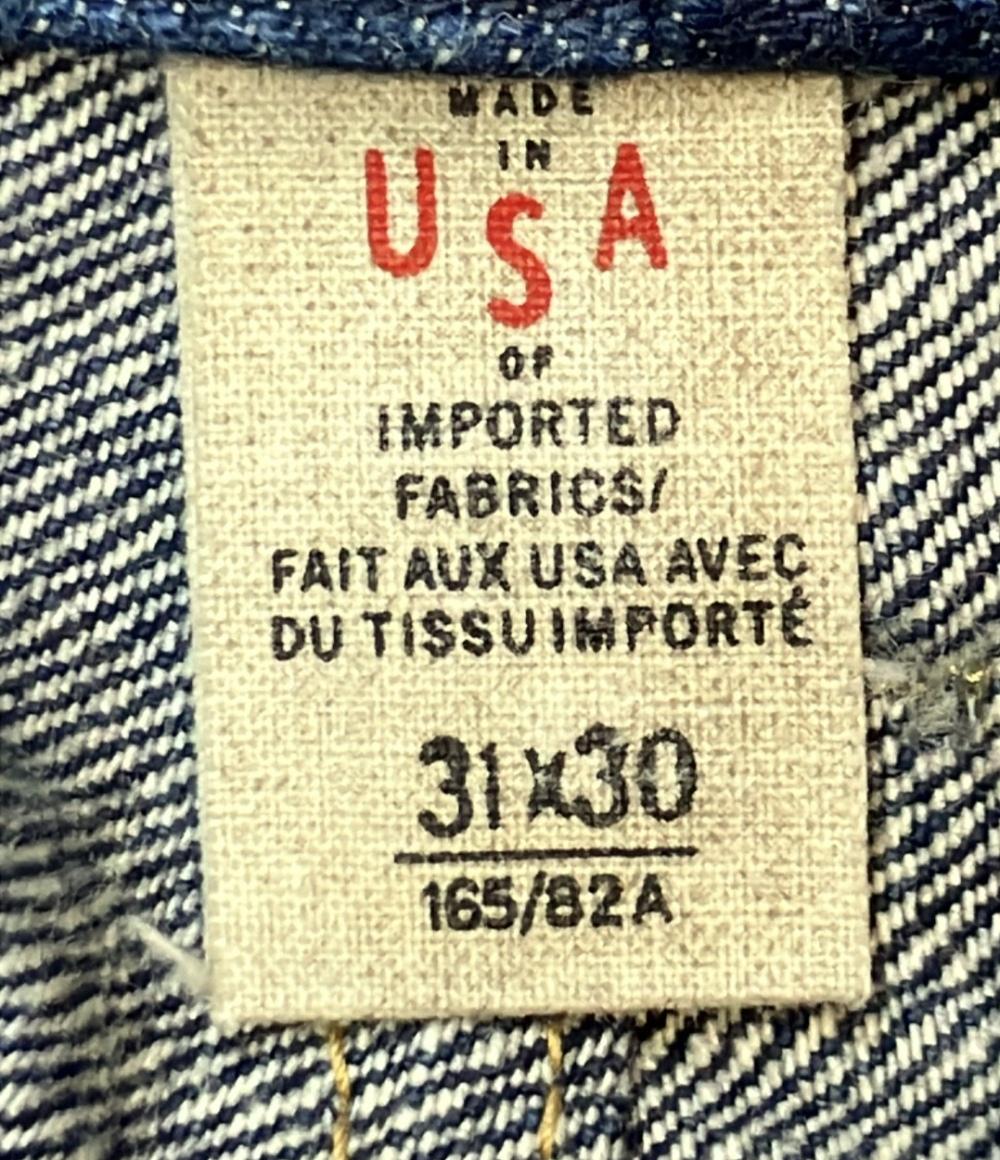 MADE
IN
USA
OF
IMPORTED
FABRICS/
FAIT AUX USA AVEC
DU TISSU IMPORTÉ
31X30
165/82A